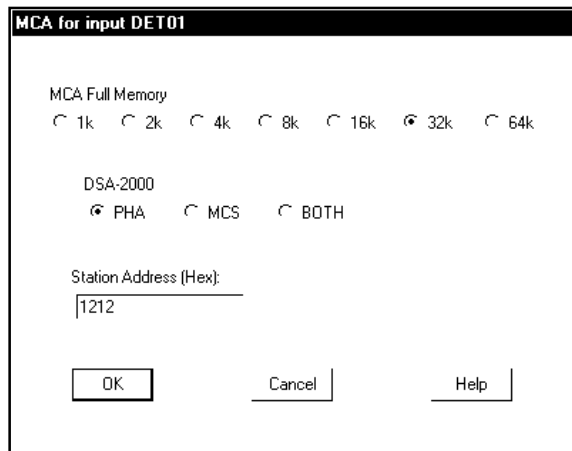 MCA for input DET01
MCA Full Memory
1k 2k 4k 8k 16k 32k 64k
DSA-2000
PHA MCS BOTH
Station Address (Hex):
1212
OK Cancel Help